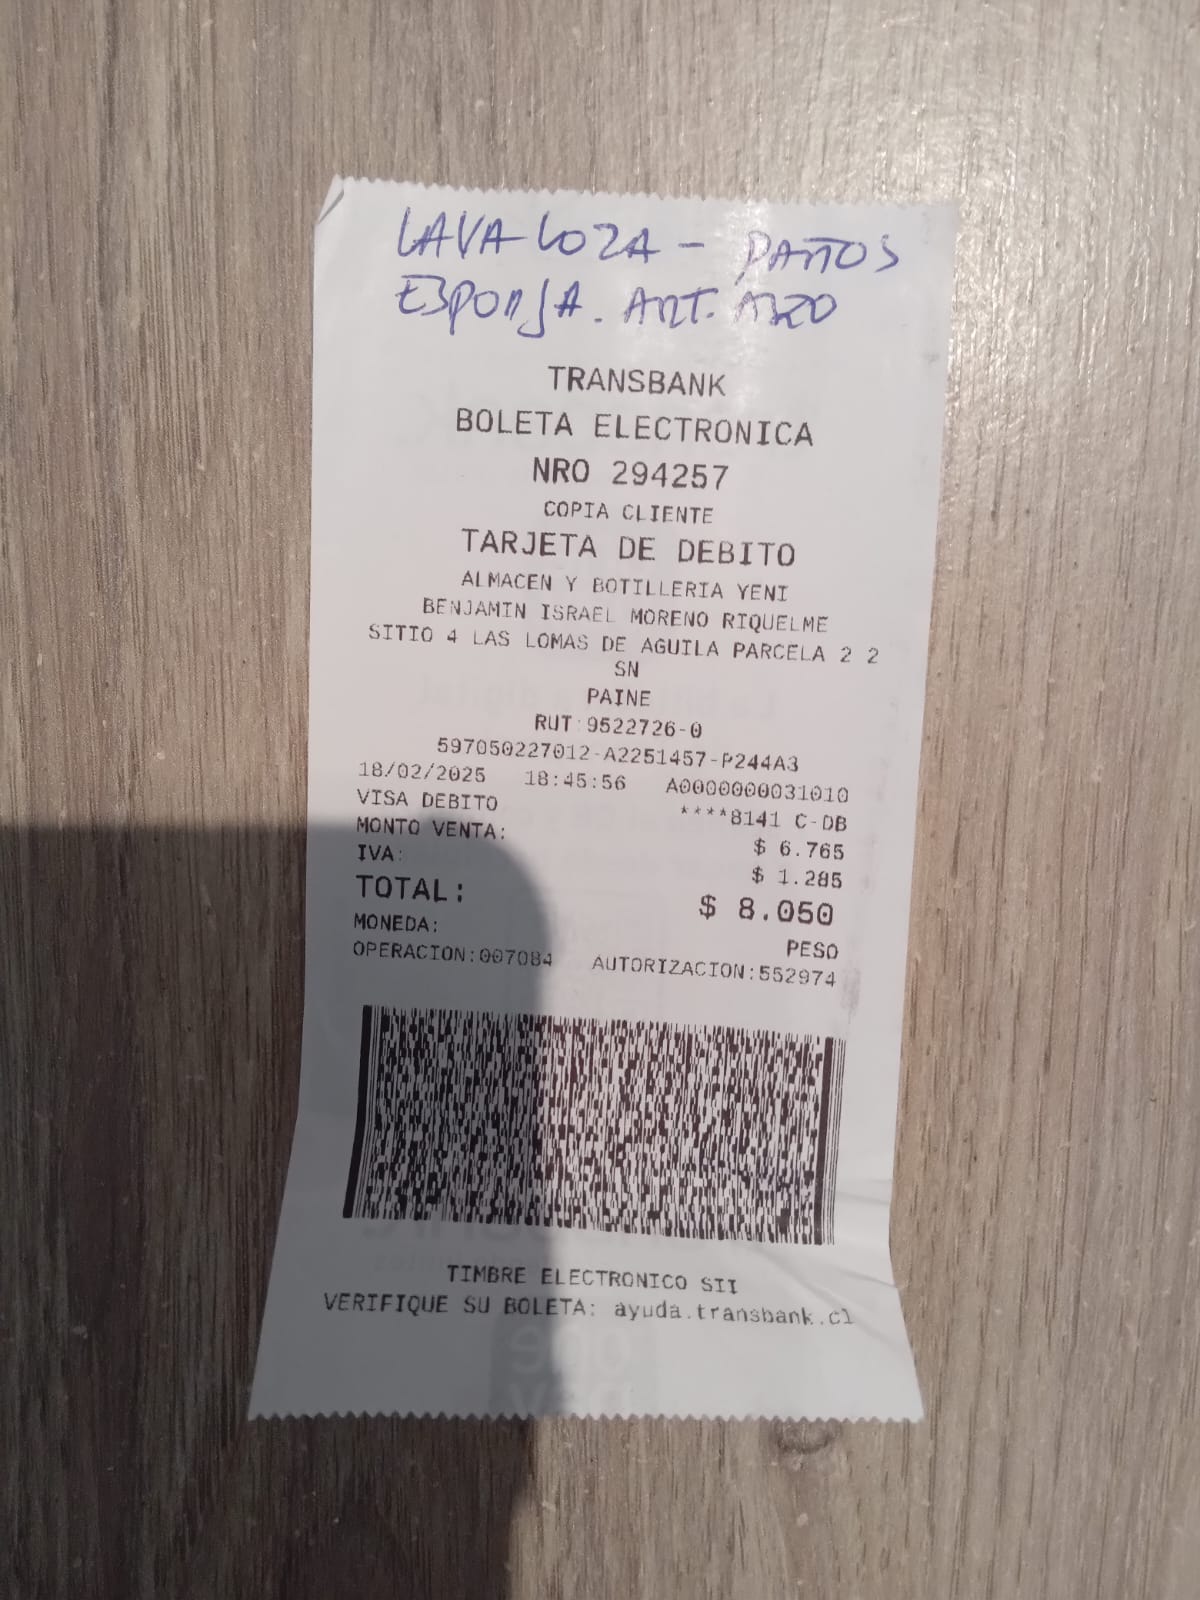 LAVA LOZA - PAÑOS
ESPONJA. ART. ASEO
TRANSBANK
BOLETA ELECTRONICA
NRO 294257
COPIA CLIENTE
TARJETA DE DEBITO
ALMACEN Y BOTILLERIA YENI
BENJAMIN ISRAEL MORENO RIQUELME
SITIO 4 LAS LOMAS DE AGUILA PARCELA 2 2
SN
PAINE
RUT:9522726-0
597050227012-A2251457-P244A3
18/02/2025 18:45:56 A0000000031010
VISA DEBITO ****8141 C-DB
MONTO VENTA: $ 6.765
IVA: $ 1.285
TOTAL: $ 8.050
MONEDA: PESO
OPERACION:007084 AUTORIZACION:552974
TIMBRE ELECTRONICO SII
VERIFIQUE SU BOLETA: ayuda.transbank.cl